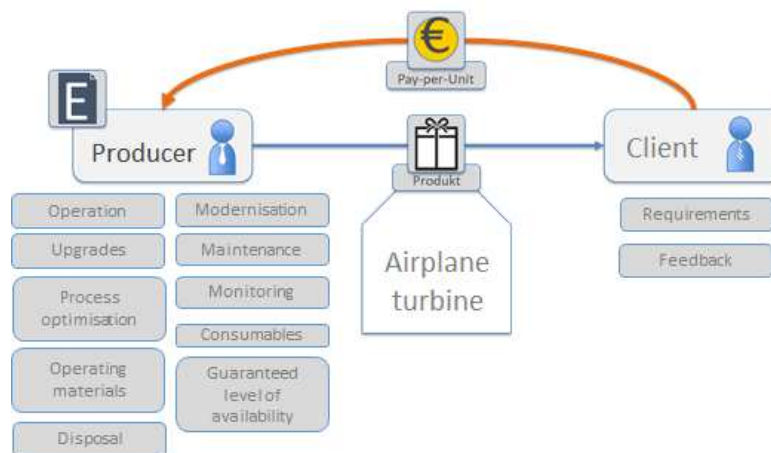 €
Pay-per-Unit
E
Producer
Produkt
Client
Operation
Modernisation
Requirements
Upgrades
Maintenance
Feedback
Airplane
turbine
Process
optimisation
Monitoring
Consumables
Operating
materials
Guaranteed
level of
availability
Disposal